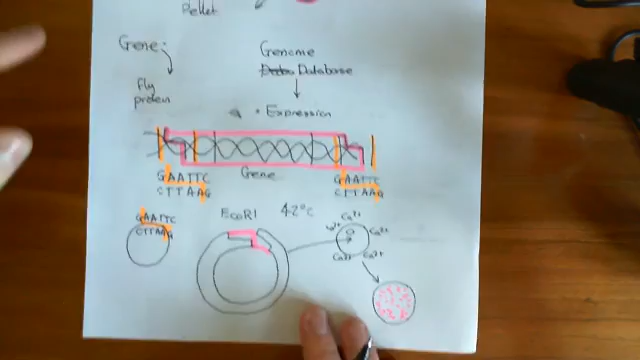 Pellet
Gene:
Genome
Database
Fly
protein
Expression
GAATTC
CTTAAG
Gene
GAATTC
CTTAAG
GAATTC
CTTAAG
EcoRI
42°C
Ca²⁺
Ca²⁺
Ca²⁺
Ca²⁺